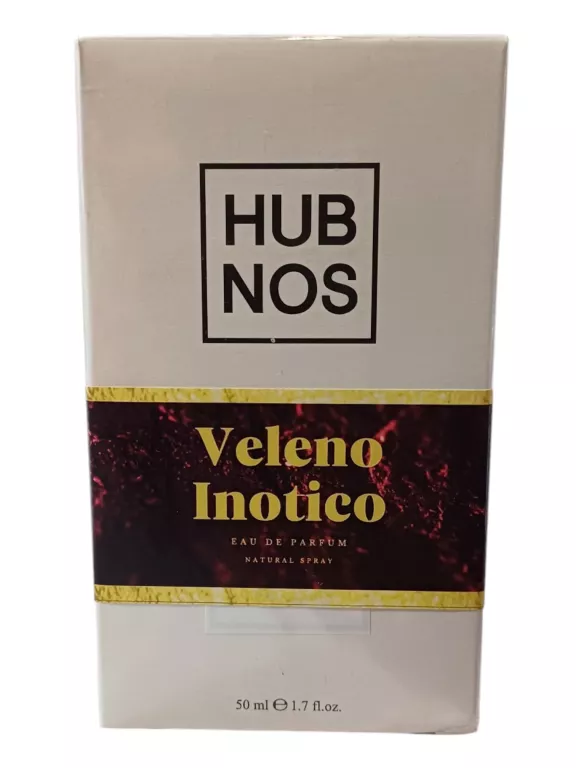 HUB
NOS
Veleno
Inotico
EAU DE PARFUM
NATURAL SPRAY
50 ml ℮ 1.7 fl.oz.